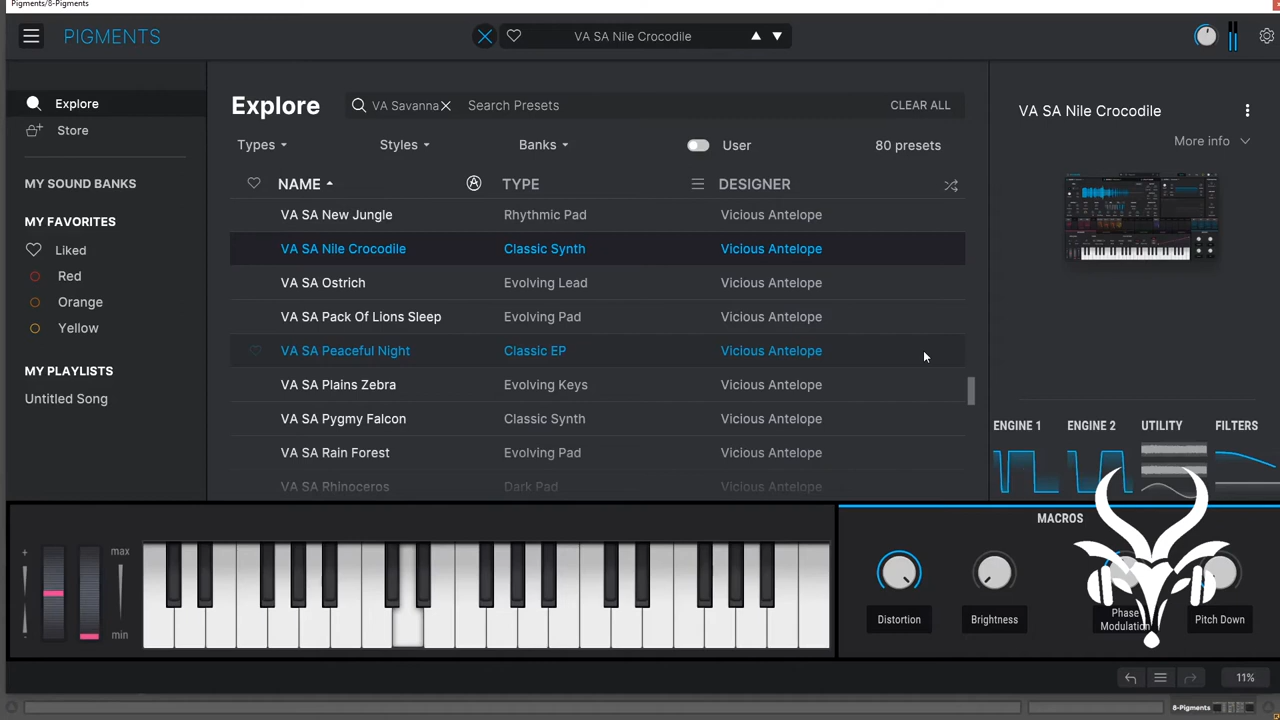 Pigments/8-Pigments
PIGMENTS
VA SA Nile Crocodile
Explore
Store
MY SOUND BANKS
MY FAVORITES
Liked
Red
Orange
Yellow
MY PLAYLISTS
Untitled Song
Explore
VA Savanna
Search Presets
CLEAR ALL
Types
Styles
Banks
User
80 presets
NAME
TYPE
DESIGNER
VA SA New Jungle Rhythmic Pad Vicious Antelope
VA SA Nile Crocodile Classic Synth Vicious Antelope
VA SA Ostrich Evolving Lead Vicious Antelope
VA SA Pack Of Lions Sleep Evolving Pad Vicious Antelope
VA SA Peaceful Night Classic EP Vicious Antelope
VA SA Plains Zebra Evolving Keys Vicious Antelope
VA SA Pygmy Falcon Classic Synth Vicious Antelope
VA SA Rain Forest Evolving Pad Vicious Antelope
VA SA Rhinoceros Dark Pad Vicious Antelope
VA SA Nile Crocodile
More info
ENGINE 1
ENGINE 2
UTILITY
FILTERS
+
-
max
min
MACROS
Distortion
Brightness
Phase
Modulation
Pitch Down
11%
8-Pigments